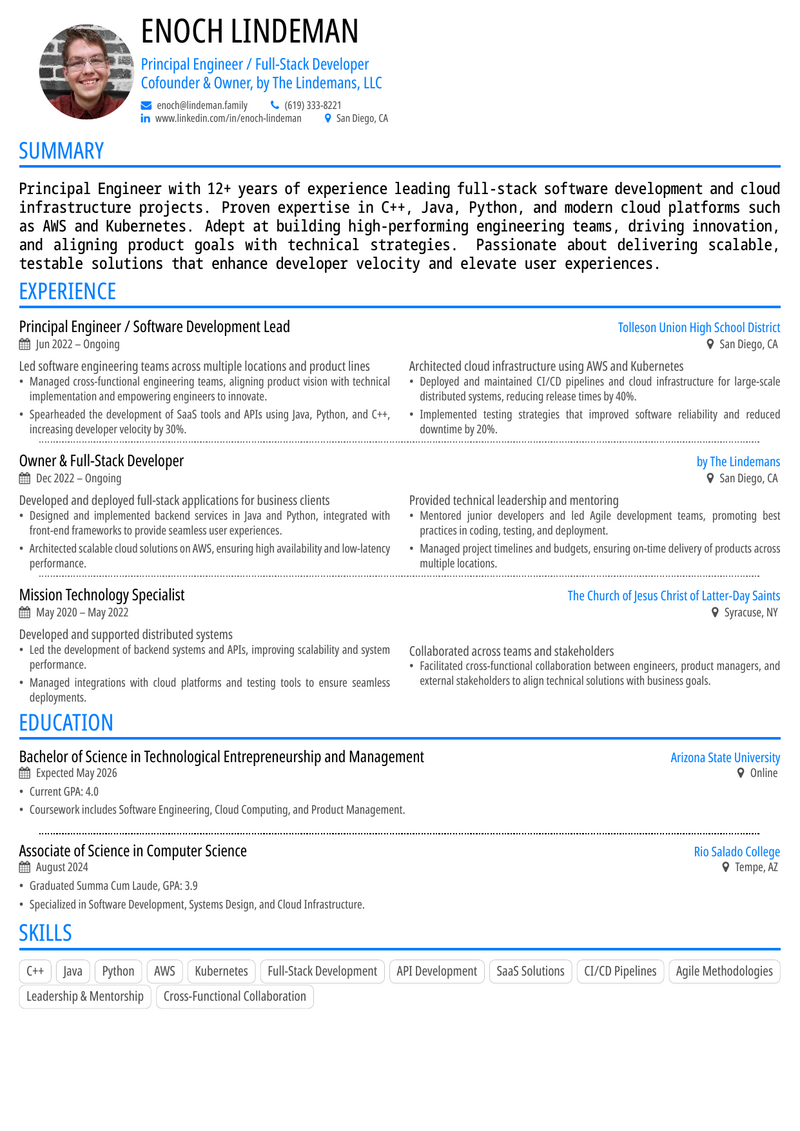 ENOCH LINDEMAN
Principal Engineer / Full-Stack Developer
Cofounder & Owner, by The Lindemans, LLC
enoch@lindeman.family (619) 333-8221
www.linkedin.com/in/enoch-lindeman San Diego, CA
SUMMARY
Principal Engineer with 12+ years of experience leading full-stack software development and cloud
infrastructure projects. Proven expertise in C++, Java, Python, and modern cloud platforms such
as AWS and Kubernetes. Adept at building high-performing engineering teams, driving innovation,
and aligning product goals with technical strategies. Passionate about delivering scalable,
testable solutions that enhance developer velocity and elevate user experiences.
EXPERIENCE
Principal Engineer / Software Development Lead Tolleson Union High School District
Jun 2022 – Ongoing San Diego, CA
Led software engineering teams across multiple locations and product lines
• Managed cross-functional engineering teams, aligning product vision with technical
implementation and empowering engineers to innovate.
• Spearheaded the development of SaaS tools and APIs using Java, Python, and C++,
increasing developer velocity by 30%.
Architected cloud infrastructure using AWS and Kubernetes
• Deployed and maintained CI/CD pipelines and cloud infrastructure for large-scale
distributed systems, reducing release times by 40%.
• Implemented testing strategies that improved software reliability and reduced
downtime by 20%.
Owner & Full-Stack Developer by The Lindemans
Dec 2022 – Ongoing San Diego, CA
Developed and deployed full-stack applications for business clients
• Designed and implemented backend services in Java and Python, integrated with
front-end frameworks to provide seamless user experiences.
• Architected scalable cloud solutions on AWS, ensuring high availability and low-latency
performance.
Provided technical leadership and mentoring
• Mentored junior developers and led Agile development teams, promoting best
practices in coding, testing, and deployment.
• Managed project timelines and budgets, ensuring on-time delivery of products across
multiple locations.
Mission Technology Specialist The Church of Jesus Christ of Latter-Day Saints
May 2020 – May 2022 Syracuse, NY
Developed and supported distributed systems
• Led the development of backend systems and APIs, improving scalability and system
performance.
• Managed integrations with cloud platforms and testing tools to ensure seamless
deployments.
Collaborated across teams and stakeholders
• Facilitated cross-functional collaboration between engineers, product managers, and
external stakeholders to align technical solutions with business goals.
EDUCATION
Bachelor of Science in Technological Entrepreneurship and Management Arizona State University
Expected May 2026 Online
• Current GPA: 4.0
• Coursework includes Software Engineering, Cloud Computing, and Product Management.
Associate of Science in Computer Science Rio Salado College
August 2024 Tempe, AZ
• Graduated Summa Cum Laude, GPA: 3.9
• Specialized in Software Development, Systems Design, and Cloud Infrastructure.
SKILLS
C++ Java Python AWS Kubernetes Full-Stack Development API Development SaaS Solutions CI/CD Pipelines Agile Methodologies
Leadership & Mentorship Cross-Functional Collaboration